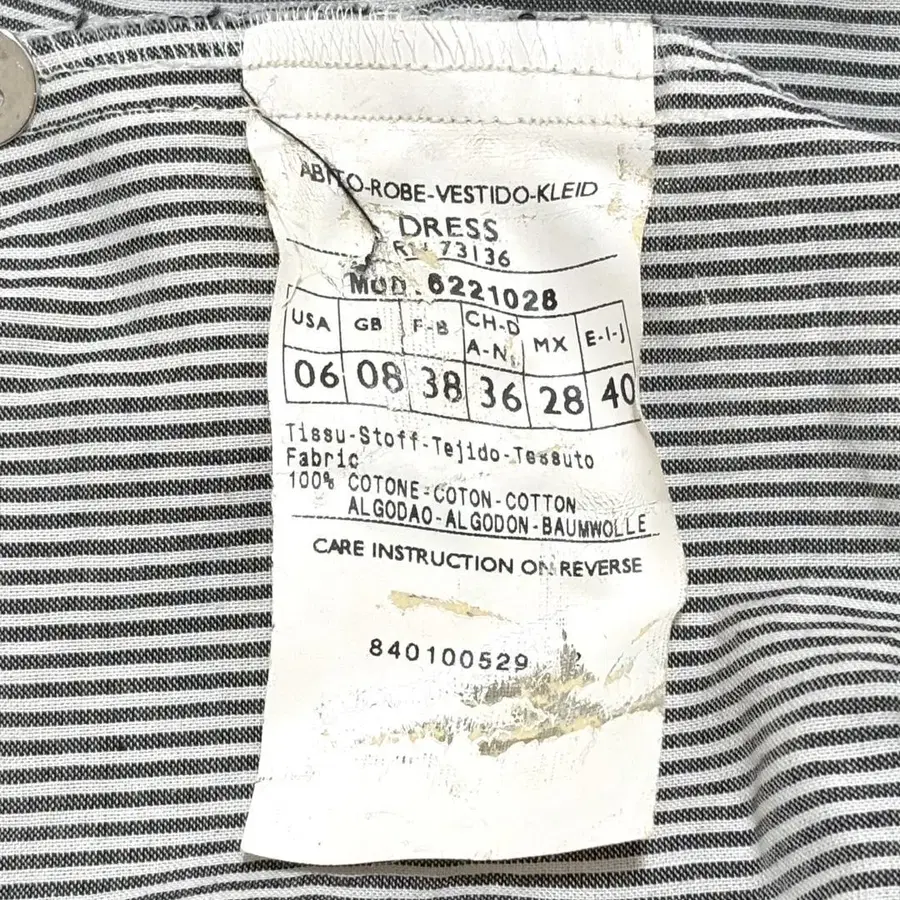 ABITO-ROBE-VESTIDO-KLEID
DRESS
RN 73136
MOD. 6221028
USA GB F-B CH-D A-N MX E-I-J
06 08 38 36 28 40
Tissu-Stoff-Tejido-Tessuto
Fabric
100% COTONE-COTON-COTTON
ALGODAO-ALGODON-BAUMWOLLE
CARE INSTRUCTION ON REVERSE
840100529